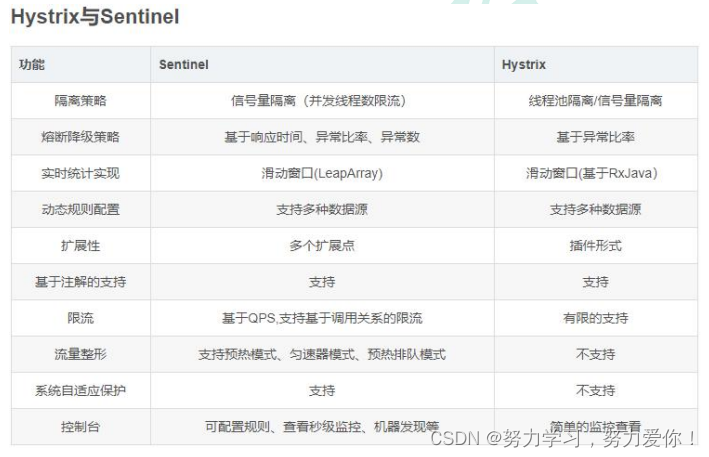 Hystrix与Sentinel
功能 Sentinel Hystrix
隔离策略 信号量隔离（并发线程数限流） 线程池隔离/信号量隔离
熔断降级策略 基于响应时间、异常比率、异常数 基于异常比率
实时统计实现 滑动窗口(LeapArray) 滑动窗口(基于RxJava）
动态规则配置 支持多种数据源 支持多种数据源
扩展性 多个扩展点 插件形式
基于注解的支持 支持 支持
限流 基于QPS,支持基于调用关系的限流 有限的支持
流量整形 支持预热模式、匀速器模式、预热排队模式 不支持
系统自适应保护 支持 不支持
控制台 可配置规则、查看秒级监控、机器发现等 简单的监控查看
CSDN @努力学习，努力爱你！